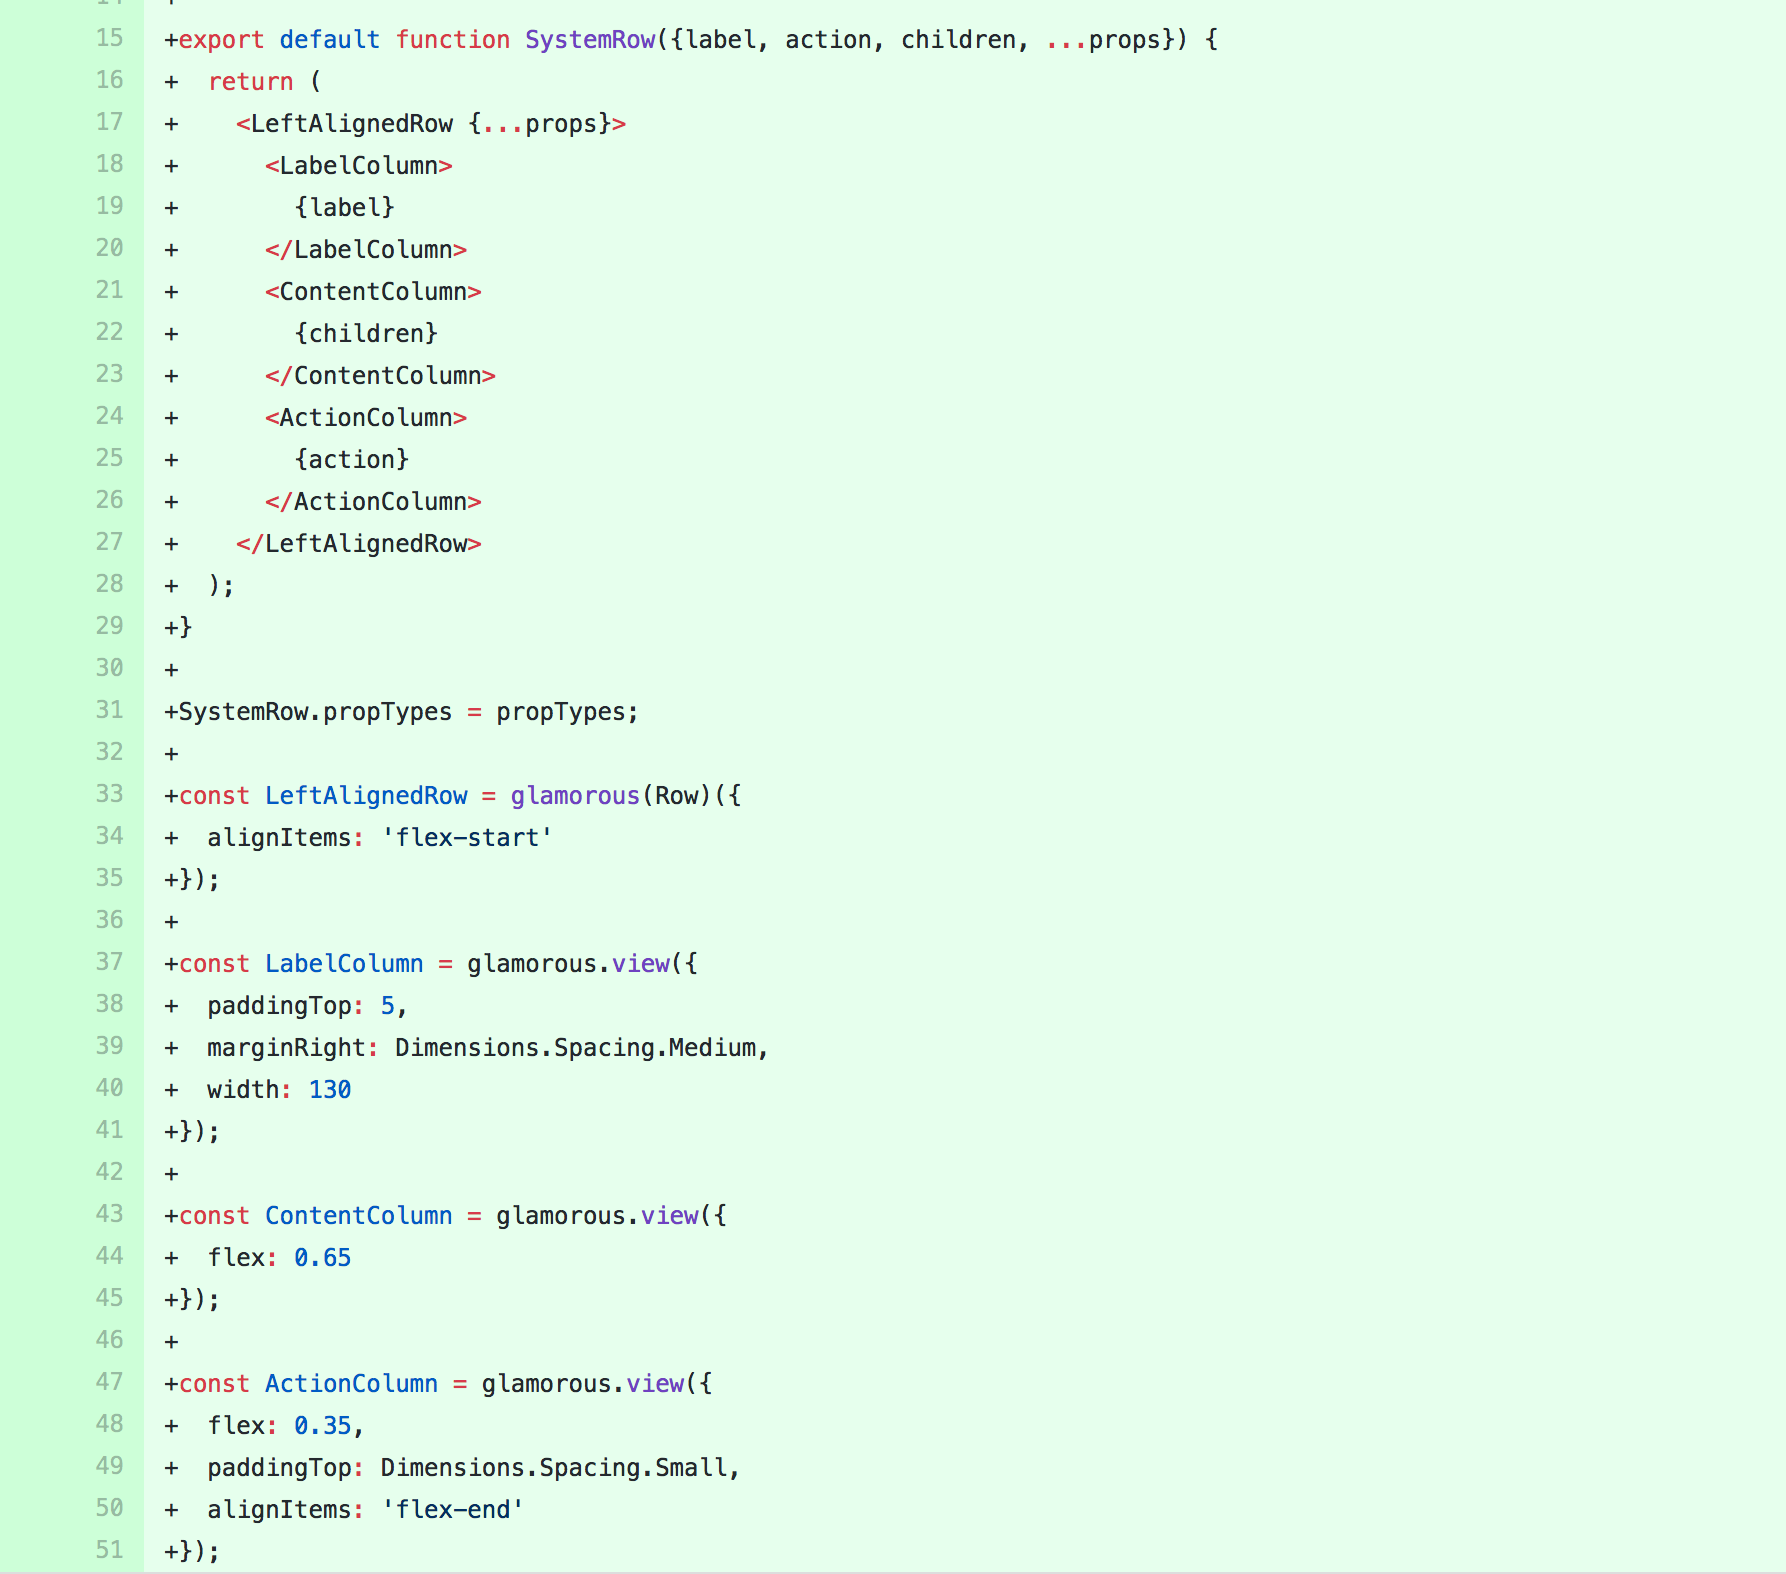 15 +export default function SystemRow({label, action, children, ...props}) {
16 +  return (
17 +    <LeftAlignedRow {...props}>
18 +      <LabelColumn>
19 +        {label}
20 +      </LabelColumn>
21 +      <ContentColumn>
22 +        {children}
23 +      </ContentColumn>
24 +      <ActionColumn>
25 +        {action}
26 +      </ActionColumn>
27 +    </LeftAlignedRow>
28 +  );
29 +}
30 +
31 +SystemRow.propTypes = propTypes;
32 +
33 +const LeftAlignedRow = glamorous(Row)({
34 +  alignItems: 'flex-start'
35 +});
36 +
37 +const LabelColumn = glamorous.view({
38 +  paddingTop: 5,
39 +  marginRight: Dimensions.Spacing.Medium,
40 +  width: 130
41 +});
42 +
43 +const ContentColumn = glamorous.view({
44 +  flex: 0.65
45 +});
46 +
47 +const ActionColumn = glamorous.view({
48 +  flex: 0.35,
49 +  paddingTop: Dimensions.Spacing.Small,
50 +  alignItems: 'flex-end'
51 +});